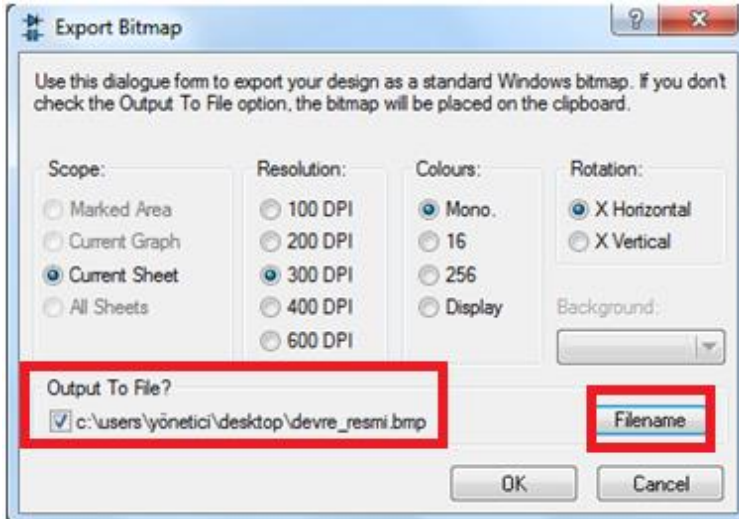 Export Bitmap
Use this dialogue form to export your design as a standard Windows bitmap. If you don't
check the Output To File option, the bitmap will be placed on the clipboard.
Scope:
Marked Area
Current Graph
Current Sheet
All Sheets
Resolution:
100 DPI
200 DPI
300 DPI
400 DPI
600 DPI
Colours:
Mono.
16
256
Display
Rotation:
X Horizontal
X Vertical
Background:
Output To File?
c:\users\yönetici\desktop\devre_resmi.bmp
Filename
OK
Cancel